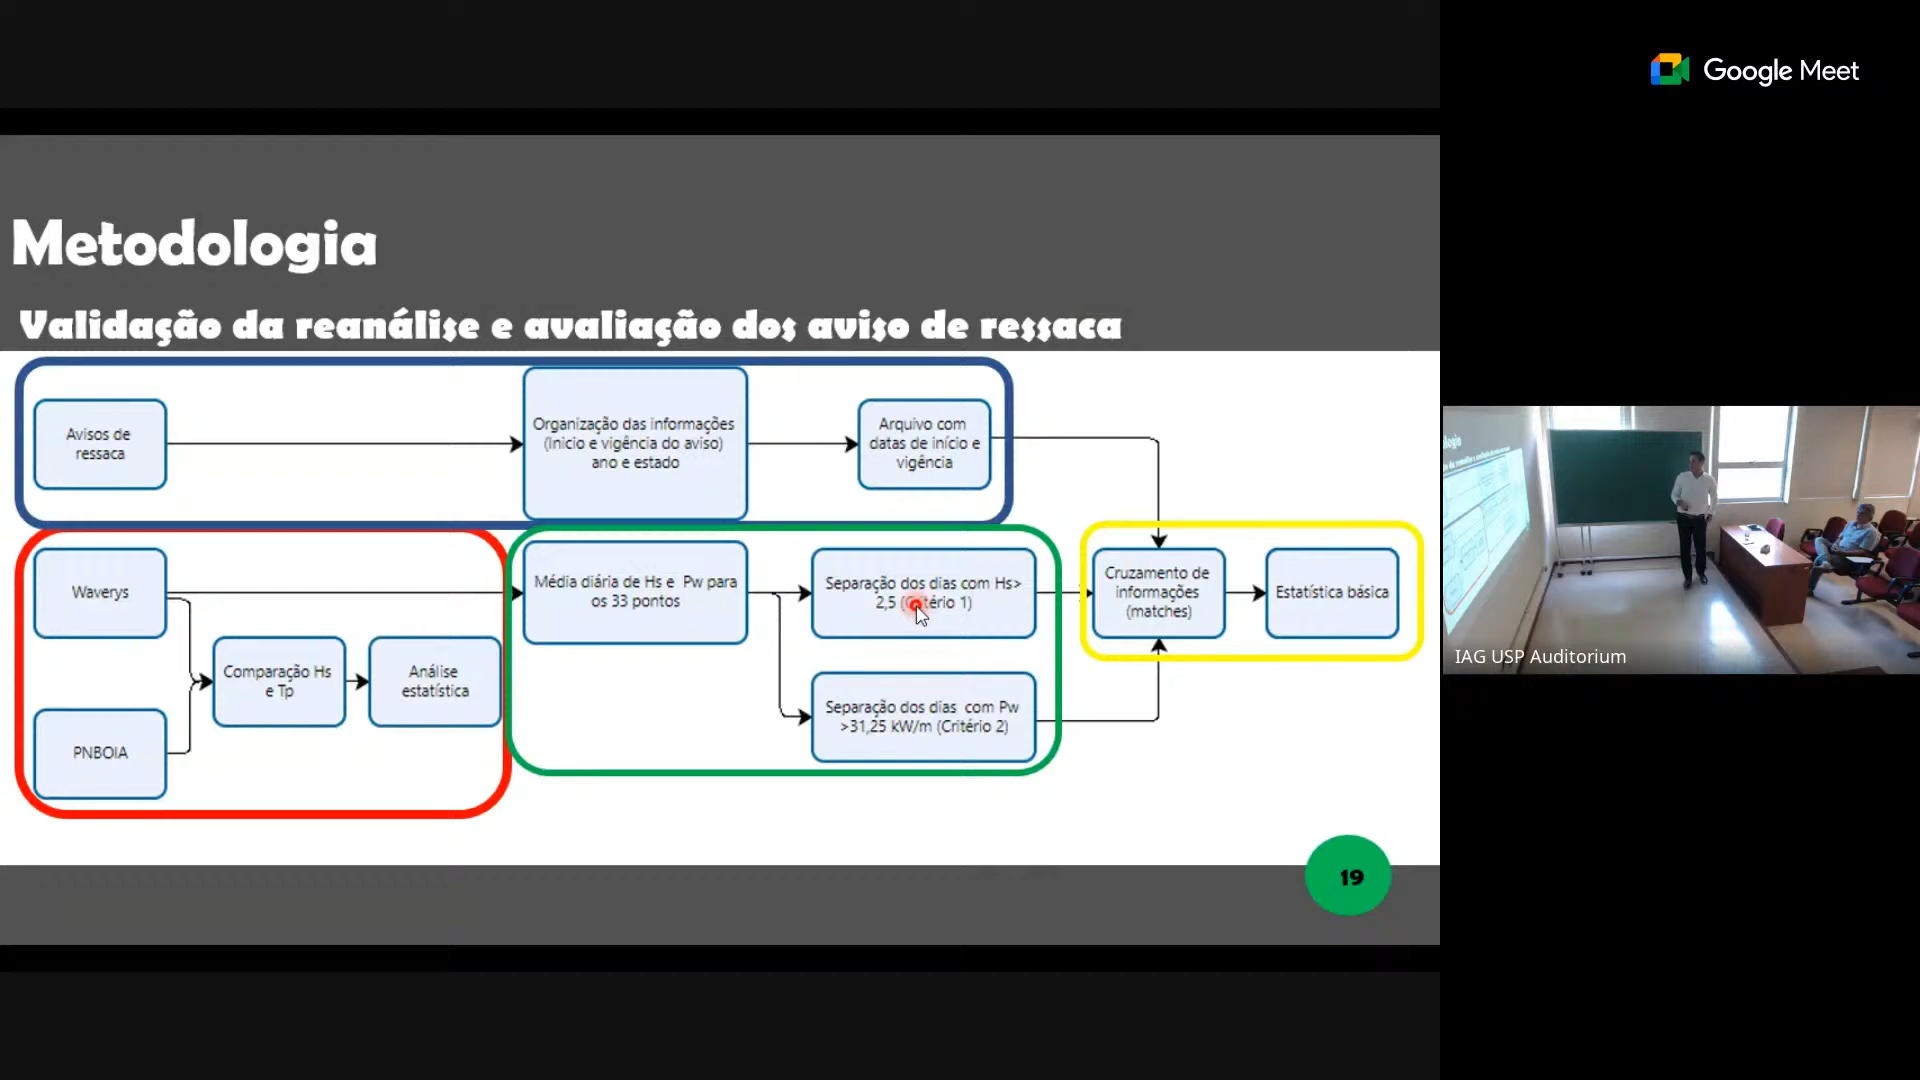 Google Meet
Metodologia
Validação da reanálise e avaliação dos aviso de ressaca
Avisos de
ressaca
Organização das informações
(Inicio e vigência do aviso)
ano e estado
Arquivo com
datas de início e
vigência
Waverys
Média diária de Hs e Pw para
os 33 pontos
Separação dos dias com Hs>
2,5 (Critério 1)
Cruzamento de
informações
(matches)
Estatística básica
Comparação Hs
e Tp
Análise
estatística
Separação dos dias com Pw
>31,25 kW/m (Critério 2)
PNBOIA
19
IAG USP Auditorium